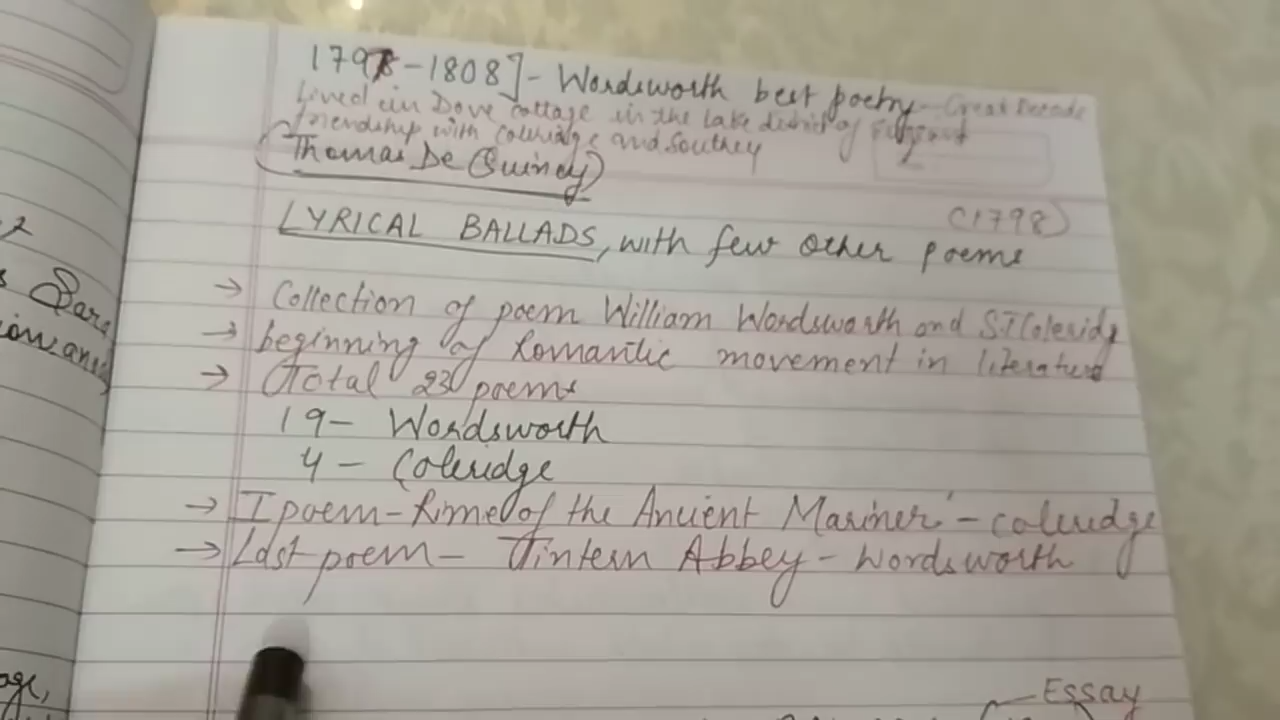 1797-1808] - Wordsworth best poetry - Great Decade
lived in Dove cottage in the lake district of
friendship with coleridge and Southey
(Thomas De Quincy)
(1798)
LYRICAL BALLADS, with few other poems
→ Collection of poem William Wordsworth and S.T Coleridge
→ beginning of Romantic movement in literature
→ Total 23 poems
19- Wordsworth
4 - Coleridge
→ I poem - Rime of the Ancient Mariner - coleridge
→ Last poem - Tintern Abbey - Wordsworth
Essay